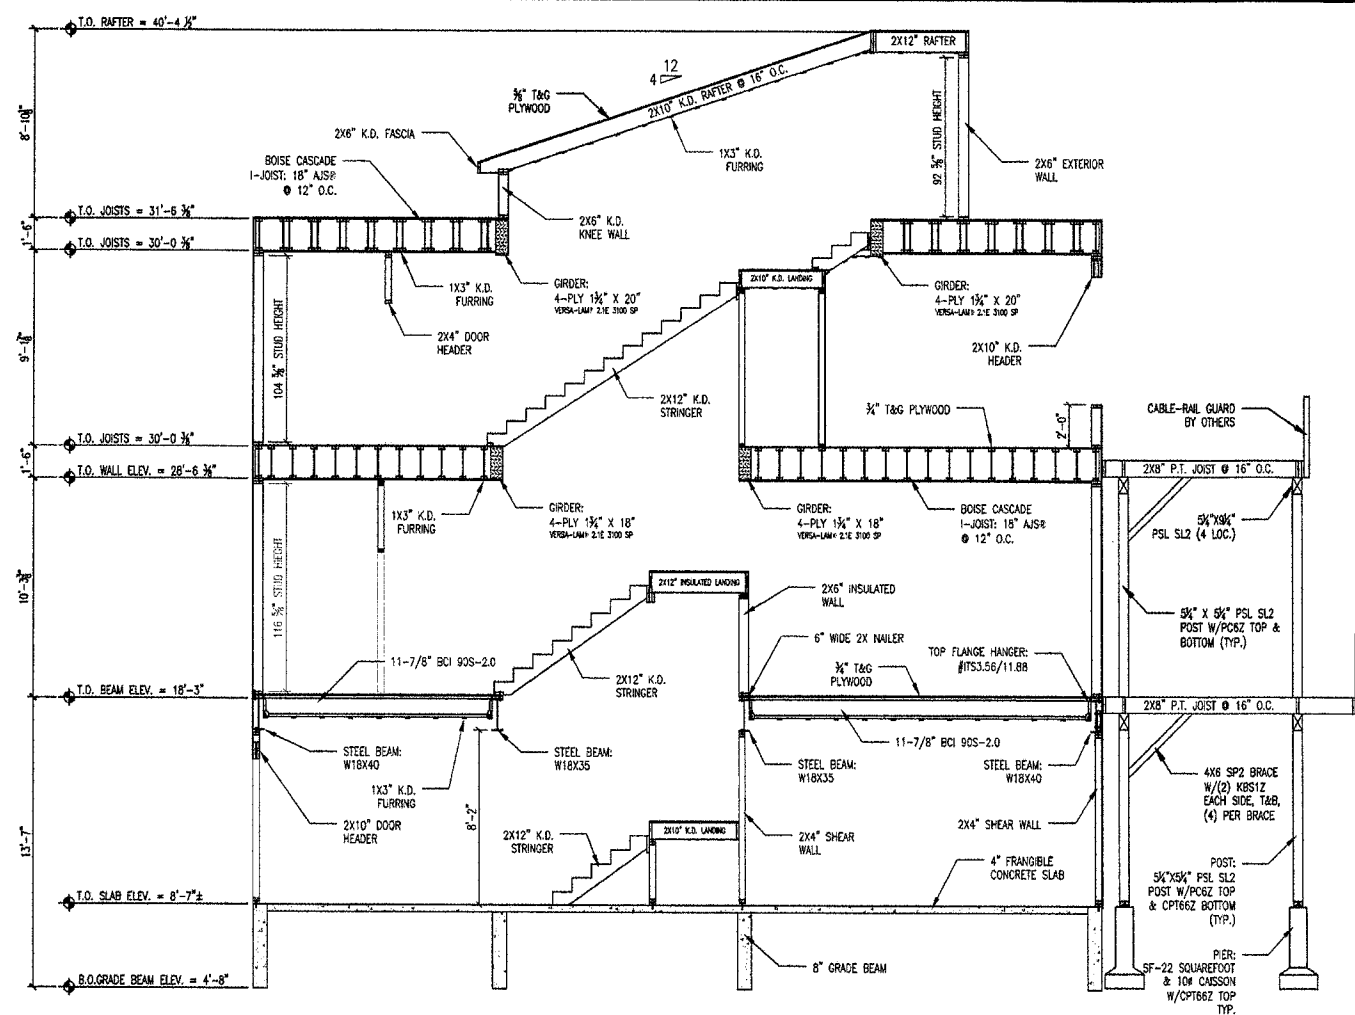 T.O. RAFTER = 40'-4 ½"
2X12" RAFTER
12
4
2X10" K.D. RAFTER @ 16" O.C.
⅝" T&G
PLYWOOD
8'-10⅛"
92 ⅝" STUD HEIGHT
2X6" K.D. FASCIA
1X3" K.D.
FURRING
2X6" EXTERIOR
WALL
BOISE CASCADE
I-JOIST: 18" AJS®
@ 12" O.C.
T.O. JOISTS = 31'-6 ⅜"
2X6" K.D.
KNEE WALL
1'-6"
T.O. JOISTS = 30'-0 ⅜"
2X10" K.D. LANDING
1X3" K.D.
FURRING
GIRDER:
4-PLY 1¾" X 20"
VERSA-LAM® 2.1E 3100 SP
GIRDER:
4-PLY 1¾" X 20"
VERSA-LAM® 2.1E 3100 SP
104 ⅝" STUD HEIGHT
2X4" DOOR
HEADER
2X10" K.D.
HEADER
2X12" K.D.
STRINGER
¾" T&G PLYWOOD
2'-0"
CABLE-RAIL GUARD
BY OTHERS
T.O. JOISTS = 30'-0 ⅜"
1'-6"
T.O. WALL ELEV. = 28'-6 ⅜"
2X8" P.T. JOIST @ 16" O.C.
1X3" K.D.
FURRING
GIRDER:
4-PLY 1¾" X 18"
VERSA-LAM® 2.1E 3100 SP
GIRDER:
4-PLY 1¾" X 18"
VERSA-LAM® 2.1E 3100 SP
BOISE CASCADE
I-JOIST: 18" AJS®
@ 12" O.C.
5¼"X9¼"
PSL SL2 (4 LOC.)
116 ⅝" STUD HIEGHT
2X12" INSULATED LANDING
2X6" INSULATED
WALL
5¼" X 5¼" PSL SL2
POST W/PC6Z TOP &
BOTTOM (TYP.)
6" WIDE 2X NAILER
11-7/8" BCI 90S-2.0
2X12" K.D.
STRINGER
¾" T&G
PLYWOOD
TOP FLANGE HANGER:
#ITS3.56/11.88
T.O. BEAM ELEV. = 18'-3"
2X8" P.T. JOIST @ 16" O.C.
11-7/8" BCI 90S-2.0
STEEL BEAM:
W18X40
STEEL BEAM:
W18X35
STEEL BEAM:
W18X35
STEEL BEAM:
W18X40
1X3" K.D.
FURRING
8'-2"
4X6 SP2 BRACE
W/(2) KBS1Z
EACH SIDE, T&B,
(4) PER BRACE
2X10" DOOR
HEADER
2X12" K.D.
STRINGER
2X10" K.D. LANDING
2X4" SHEAR
WALL
2X4" SHEAR WALL
13'-7"
4" FRANGIBLE
CONCRETE SLAB
POST:
5¼"X5¼" PSL SL2
POST W/PC6Z TOP
& CPT66Z BOTTOM
(TYP.)
T.O. SLAB ELEV. = 8'-7"±
8" GRADE BEAM
PIER:
SF-22 SQUAREFOOT
& 10ø CAISSON
W/CPT66Z TOP
TYP.
B.O.GRADE BEAM ELEV. = 4'-8"